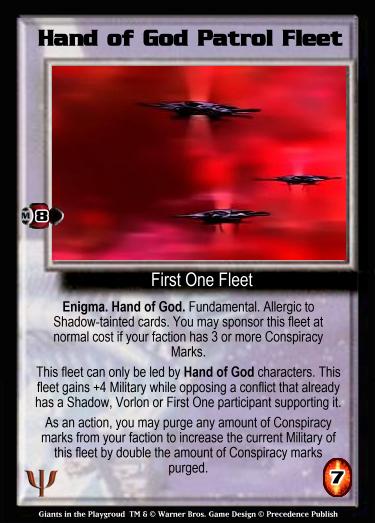 Hand of God Patrol Fleet
M 8
First One Fleet
Enigma. Hand of God. Fundamental. Allergic to
Shadow-tainted cards. You may sponsor this fleet at
normal cost if your faction has 3 or more Conspiracy
Marks.
This fleet can only be led by Hand of God characters. This
fleet gains +4 Military while opposing a conflict that already
has a Shadow, Vorlon or First One participant supporting it.
As an action, you may purge any amount of Conspiracy
marks from your faction to increase the current Military of
this fleet by double the amount of Conspiracy marks
purged.
7
Giants in the Playgroud TM & © Warner Bros. Game Design © Precedence Publish